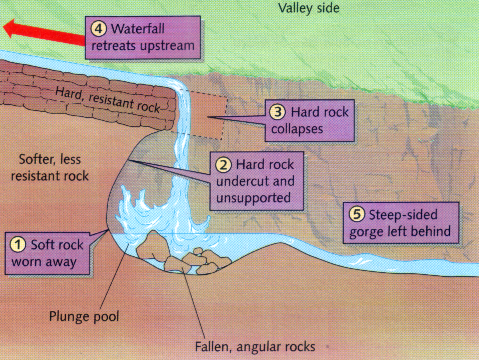 Valley side
4 Waterfall
retreats upstream
Hard, resistant rock
3 Hard rock
collapses
Softer, less
resistant rock
2 Hard rock
undercut and
unsupported
5 Steep-sided
gorge left behind
1 Soft rock
worn away
Plunge pool
Fallen, angular rocks